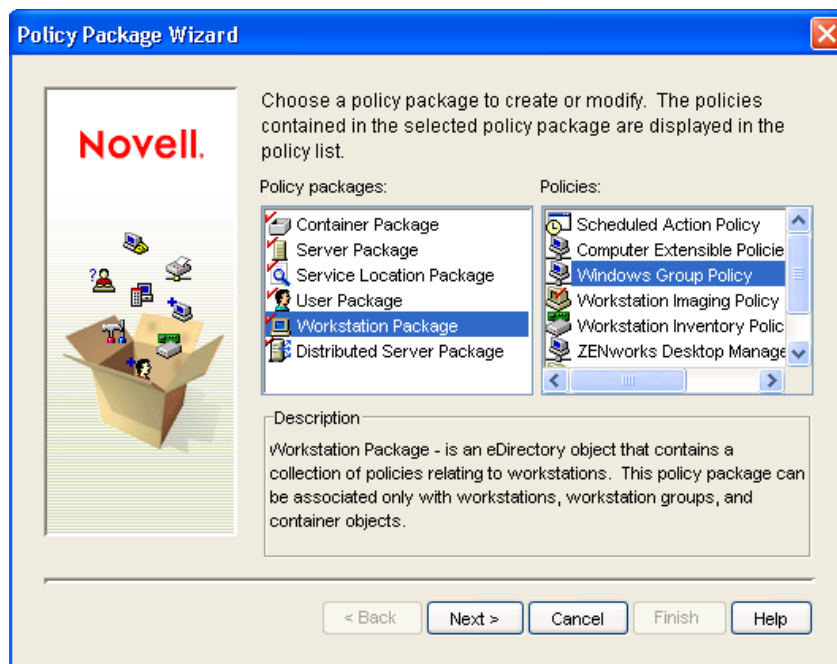 Policy Package Wizard
Novell.
Choose a policy package to create or modify. The policies
contained in the selected policy package are displayed in the
policy list.
Policy packages:
Container Package
Server Package
Service Location Package
User Package
Workstation Package
Distributed Server Package
Policies:
Scheduled Action Policy
Computer Extensible Policie
Windows Group Policy
Workstation Imaging Policy
Workstation Inventory Polic
ZENworks Desktop Manage
Description
Workstation Package - is an eDirectory object that contains a
collection of policies relating to workstations. This policy package can
be associated only with workstations, workstation groups, and
container objects.
< Back
Next >
Cancel
Finish
Help